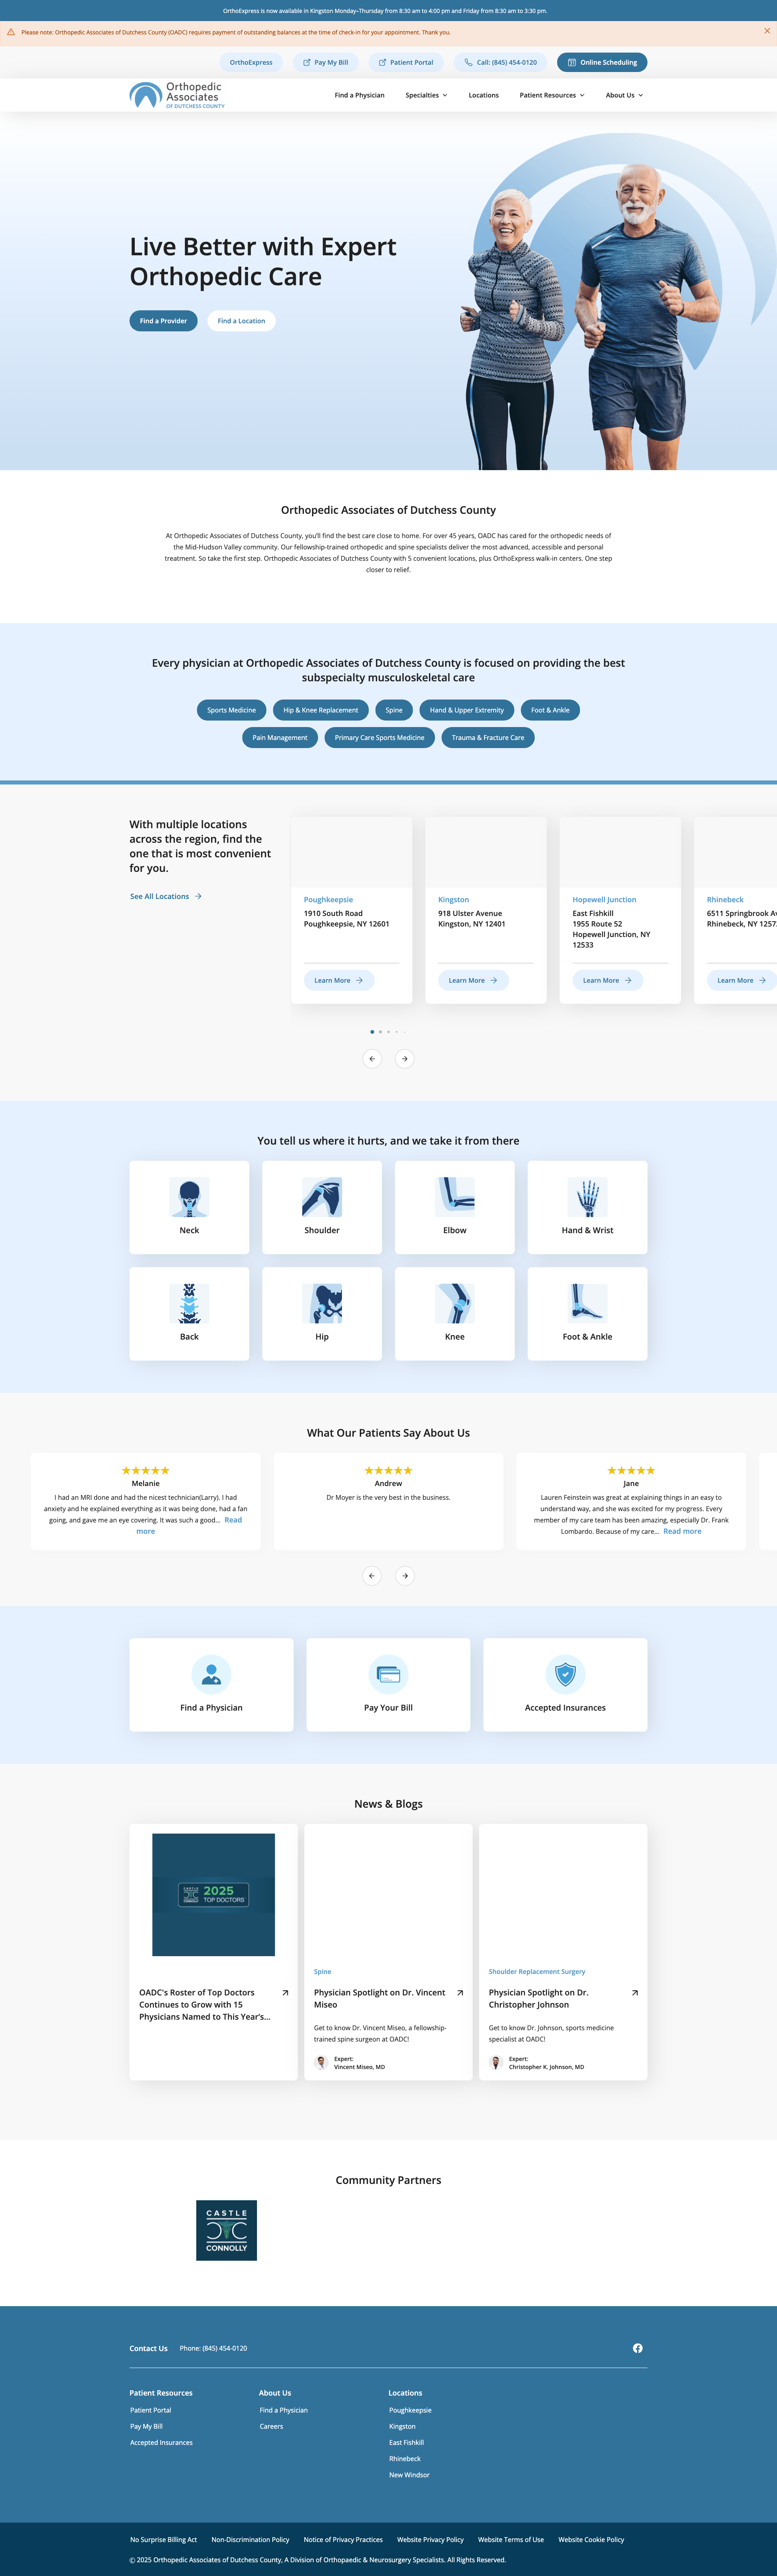 OrthoExpress is now available in Kingston Monday–Thursday from 8:30 am to 4:00 pm and Friday from 8:30 am to 3:30 pm.
Please note: Orthopedic Associates of Dutchess County (OADC) requires payment of outstanding balances at the time of check-in for your appointment. Thank you.
OrthoExpress
Pay My Bill
Patient Portal
Call: (845) 454-0120
Online Scheduling
Orthopedic
Associates
OF DUTCHESS COUNTY
Find a Physician
Specialties
Locations
Patient Resources
About Us
Live Better with Expert
Orthopedic Care
Find a Provider
Find a Location
Orthopedic Associates of Dutchess County
At Orthopedic Associates of Dutchess County, you'll find the best care close to home. For over 45 years, OADC has cared for the orthopedic needs of
the Mid-Hudson Valley community. Our fellowship-trained orthopedic and spine specialists deliver the most advanced, accessible and personal
treatment. So take the first step. Orthopedic Associates of Dutchess County with 5 convenient locations, plus OrthoExpress walk-in centers. One step
closer to relief.
Every physician at Orthopedic Associates of Dutchess County is focused on providing the best
subspecialty musculoskeletal care
Sports Medicine
Hip & Knee Replacement
Spine
Hand & Upper Extremity
Foot & Ankle
Pain Management
Primary Care Sports Medicine
Trauma & Fracture Care
With multiple locations
across the region, find the
one that is most convenient
for you.
See All Locations
Poughkeepsie
1910 South Road
Poughkeepsie, NY 12601
Learn More
Kingston
918 Ulster Avenue
Kingston, NY 12401
Learn More
Hopewell Junction
East Fishkill
1955 Route 52
Hopewell Junction, NY
12533
Learn More
Rhinebeck
6511 Springbrook Av
Rhinebeck, NY 1257
Learn More
You tell us where it hurts, and we take it from there
Neck
Shoulder
Elbow
Hand & Wrist
Back
Hip
Knee
Foot & Ankle
What Our Patients Say About Us
Melanie
I had an MRI done and had the nicest technician(Larry). I had
anxiety and he explained everything as it was being done, had a fan
going, and gave me an eye covering. It was such a good... Read
more
Andrew
Dr Moyer is the very best in the business.
Jane
Lauren Feinstein was great at explaining things in an easy to
understand way, and she was excited for my progress. Every
member of my care team has been amazing, especially Dr. Frank
Lombardo. Because of my care... Read more
Find a Physician
Pay Your Bill
Accepted Insurances
News & Blogs
CASTLE
CONNOLLY
2025
TOP DOCTORS
OADC's Roster of Top Doctors
Continues to Grow with 15
Physicians Named to This Year's...
Spine
Physician Spotlight on Dr. Vincent
Miseo
Get to know Dr. Vincent Miseo, a fellowship-
trained spine surgeon at OADC!
Expert:
Vincent Miseo, MD
Shoulder Replacement Surgery
Physician Spotlight on Dr.
Christopher Johnson
Get to know Dr. Johnson, sports medicine
specialist at OADC!
Expert:
Christopher K. Johnson, MD
Community Partners
CASTLE
CONNOLLY
Contact Us
Phone: (845) 454-0120
Patient Resources
Patient Portal
Pay My Bill
Accepted Insurances
About Us
Find a Physician
Careers
Locations
Poughkeepsie
Kingston
East Fishkill
Rhinebeck
New Windsor
No Surprise Billing Act
Non-Discrimination Policy
Notice of Privacy Practices
Website Privacy Policy
Website Terms of Use
Website Cookie Policy
© 2025 Orthopedic Associates of Dutchess County, A Division of Orthopaedic & Neurosurgery Specialists. All Rights Reserved.